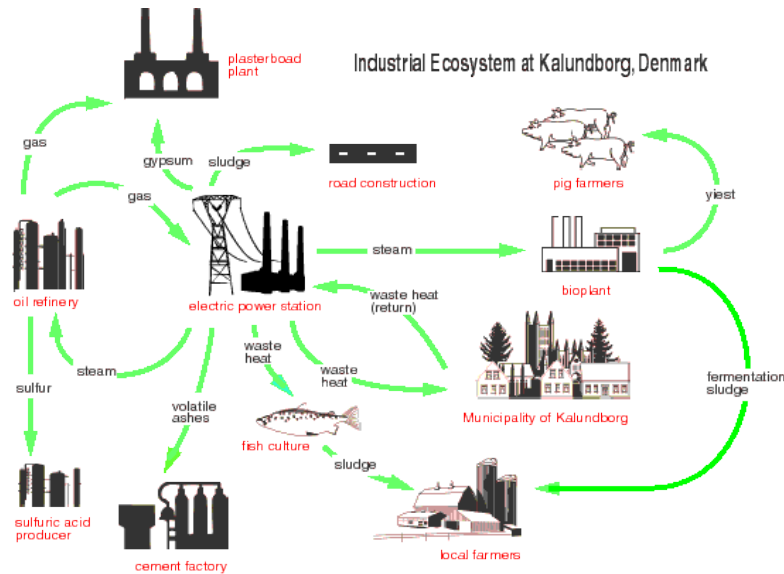 plasterboad
plant
Industrial Ecosystem at Kalundborg, Denmark
gas
gypsum
sludge
road construction
pig farmers
gas
yiest
steam
oil refinery
electric power station
bioplant
waste heat
(return)
waste
heat
waste
heat
steam
sulfur
volatile
ashes
fermentation
sludge
Municipality of Kalundborg
fish culture
sludge
sulfuric acid
producer
cement factory
local farmers